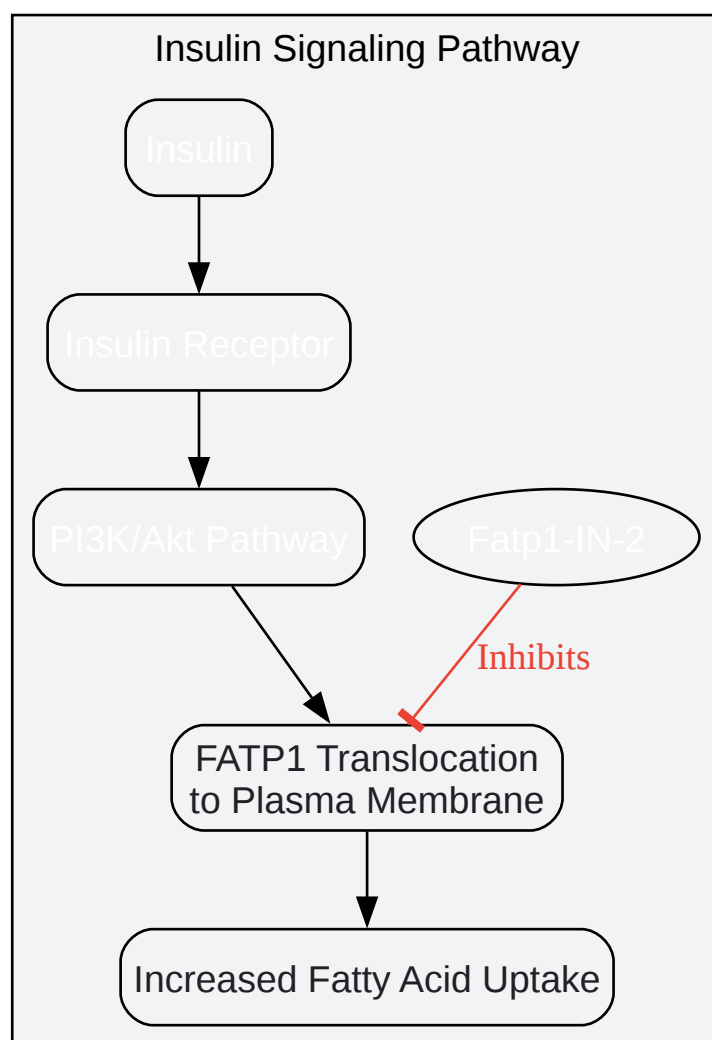 Insulin Signaling Pathway
Insulin
Insulin Receptor
PI3K/Akt Pathway
Fatp1-IN-2
Inhibits
FATP1 Translocation
to Plasma Membrane
Increased Fatty Acid Uptake